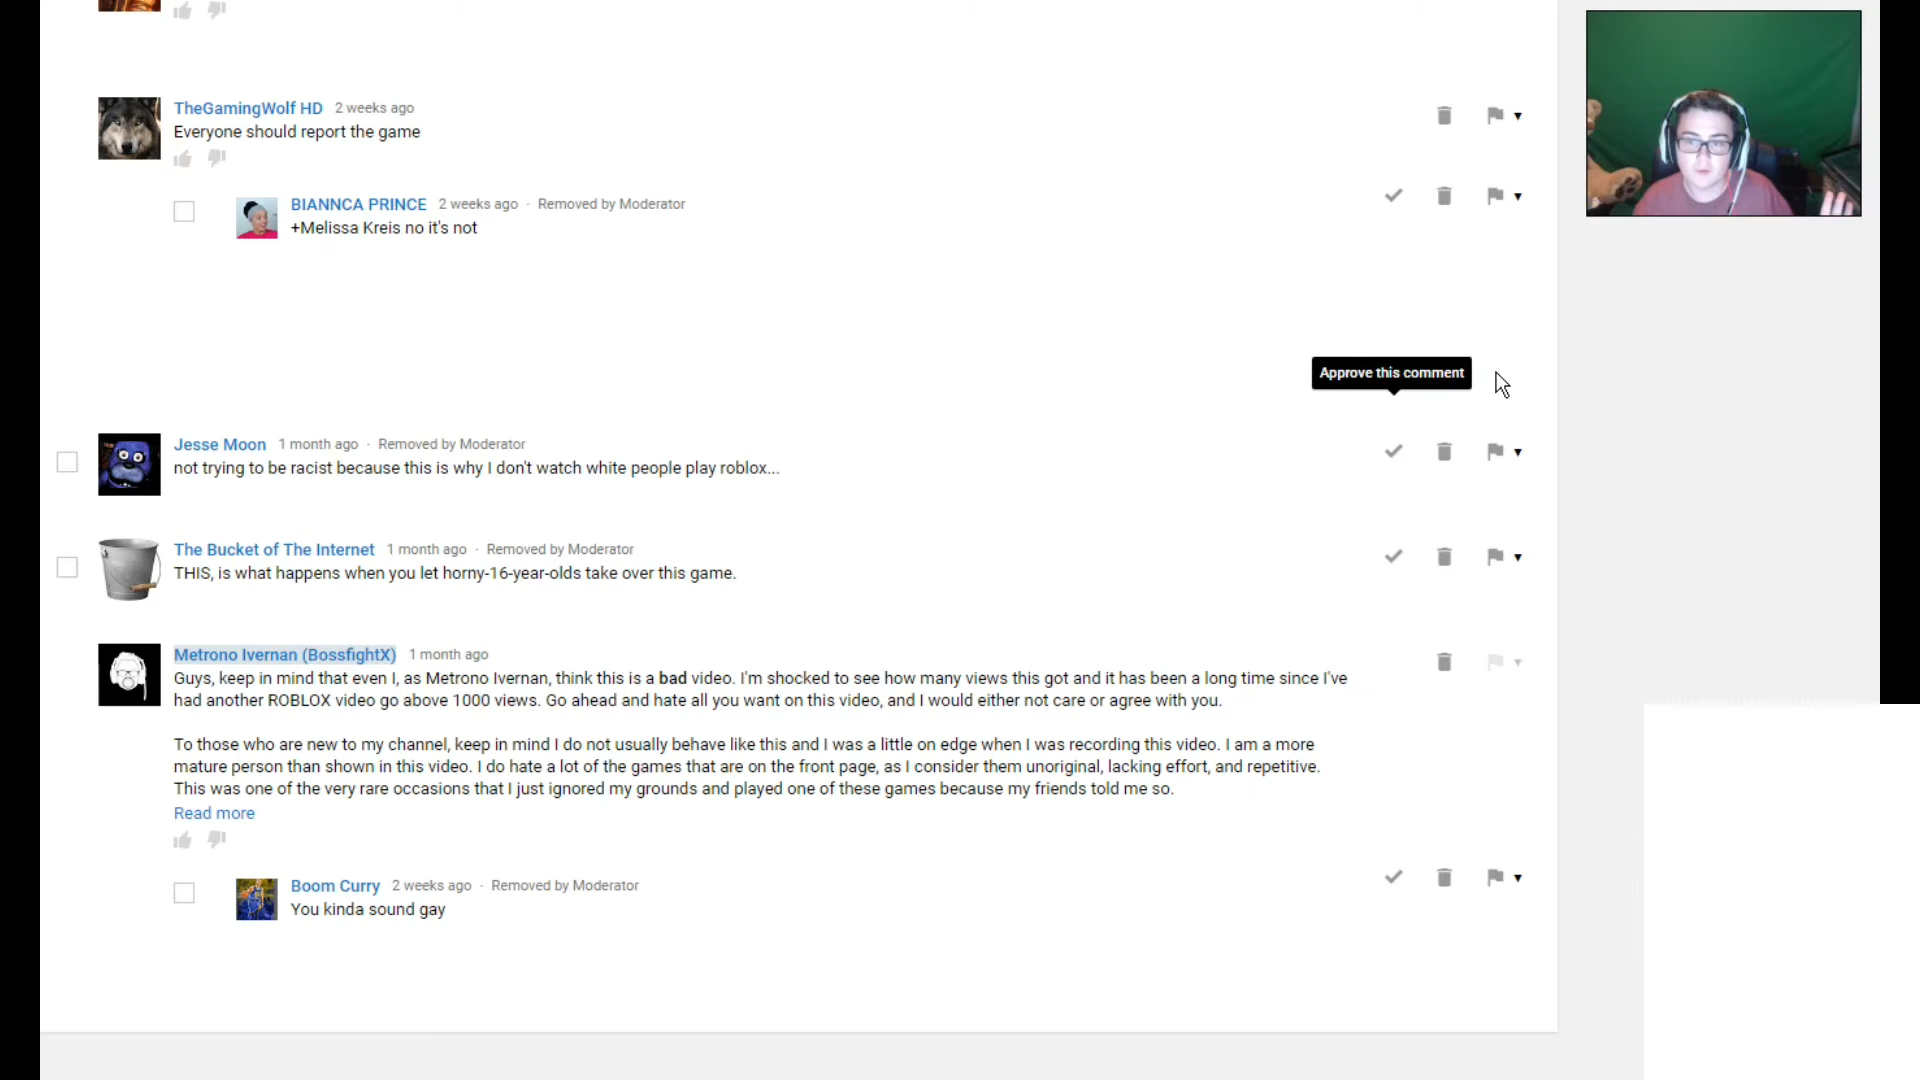 TheGamingWolf HD 2 weeks ago
Everyone should report the game
BIANNCA PRINCE 2 weeks ago · Removed by Moderator
+Melissa Kreis no it's not
Approve this comment
Jesse Moon 1 month ago · Removed by Moderator
not trying to be racist because this is why I don't watch white people play roblox...
The Bucket of The Internet 1 month ago · Removed by Moderator
THIS, is what happens when you let horny-16-year-olds take over this game.
Metrono Ivernan (BossfightX) 1 month ago
Guys, keep in mind that even I, as Metrono Ivernan, think this is a bad video. I'm shocked to see how many views this got and it has been a long time since I've
had another ROBLOX video go above 1000 views. Go ahead and hate all you want on this video, and I would either not care or agree with you.
To those who are new to my channel, keep in mind I do not usually behave like this and I was a little on edge when I was recording this video. I am a more
mature person than shown in this video. I do hate a lot of the games that are on the front page, as I consider them unoriginal, lacking effort, and repetitive.
This was one of the very rare occasions that I just ignored my grounds and played one of these games because my friends told me so.
Read more
Boom Curry 2 weeks ago · Removed by Moderator
You kinda sound gay